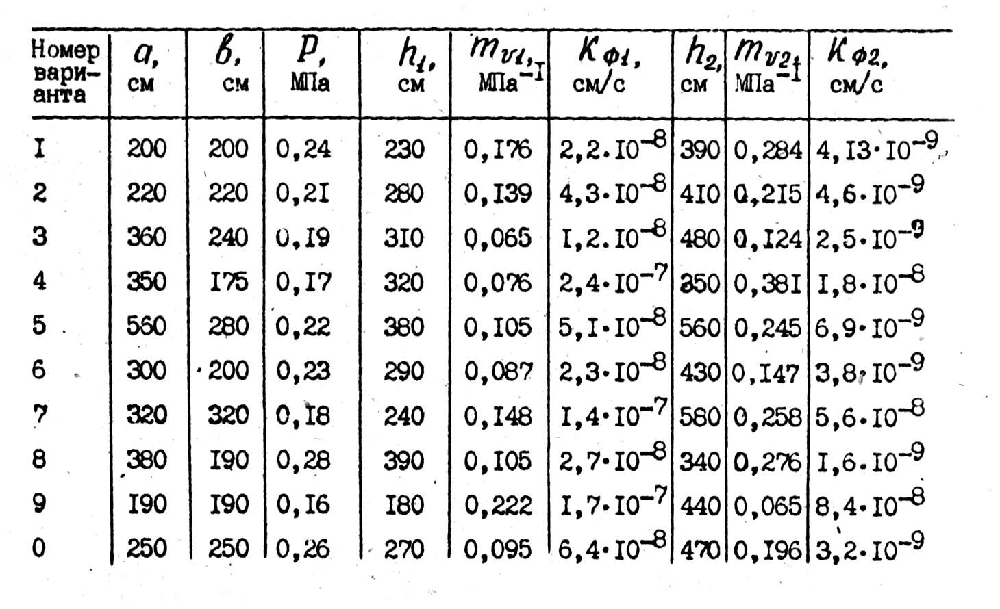 Номер вари-анта a, см в, см P, МПа h₁, см mv1, МПа⁻¹ Кф1, см/с h₂, см mv2, МПа⁻¹ Кф2, см/с
1 200 200 0,24 230 0,176 2,2·10⁻⁸ 390 0,284 4,13·10⁻⁹
2 220 220 0,21 280 0,139 4,3·10⁻⁸ 410 0,215 4,6·10⁻⁹
3 360 240 0,19 310 0,065 1,2·10⁻⁸ 480 0,124 2,5·10⁻⁹
4 350 175 0,17 320 0,076 2,4·10⁻⁷ 350 0,381 1,8·10⁻⁸
5 560 280 0,22 380 0,105 5,1·10⁻⁸ 560 0,245 6,9·10⁻⁹
6 300 200 0,23 290 0,087 2,3·10⁻⁸ 430 0,147 3,8·10⁻⁹
7 320 320 0,18 240 0,148 1,4·10⁻⁷ 580 0,258 5,6·10⁻⁸
8 380 190 0,28 390 0,105 2,7·10⁻⁸ 340 0,276 1,6·10⁻⁹
9 190 190 0,16 180 0,222 1,7·10⁻⁷ 440 0,065 8,4·10⁻⁸
0 250 250 0,26 270 0,095 6,4·10⁻⁸ 470 0,196 3,2·10⁻⁹